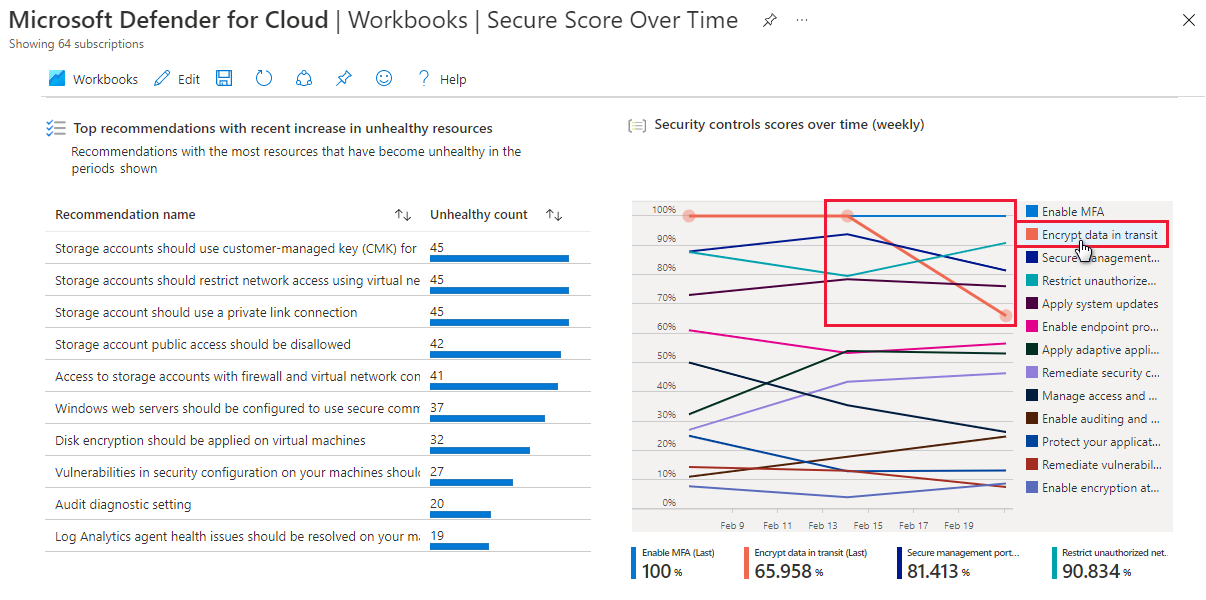 Microsoft Defender for Cloud | Workbooks | Secure Score Over Time ...
Showing 64 subscriptions
Workbooks Edit ? Help
Top recommendations with recent increase in unhealthy resources
Recommendations with the most resources that have become unhealthy in the
periods shown
Recommendation name Unhealthy count
Storage accounts should use customer-managed key (CMK) for 45
Storage accounts should restrict network access using virtual ne 45
Storage account should use a private link connection 45
Storage account public access should be disallowed 42
Access to storage accounts with firewall and virtual network con 41
Windows web servers should be configured to use secure comm 37
Disk encryption should be applied on virtual machines 32
Vulnerabilities in security configuration on your machines shoul 27
Audit diagnostic setting 20
Log Analytics agent health issues should be resolved on your m 19
Security controls scores over time (weekly)
100%
90%
80%
70%
60%
50%
40%
30%
20%
10%
0%
Feb 9 Feb 11 Feb 13 Feb 15 Feb 17 Feb 19
Enable MFA
Encrypt data in transit
Secure management...
Restrict unauthorize...
Apply system updates
Enable endpoint pro...
Apply adaptive appli...
Remediate security c...
Manage access and ...
Enable auditing and ...
Protect your applicat...
Remediate vulnerabil...
Enable encryption at...
Enable MFA (Last)
100 %
Encrypt data in transit (Last)
65.958 %
Secure management port...
81.413 %
Restrict unauthorized net..
90.834 %